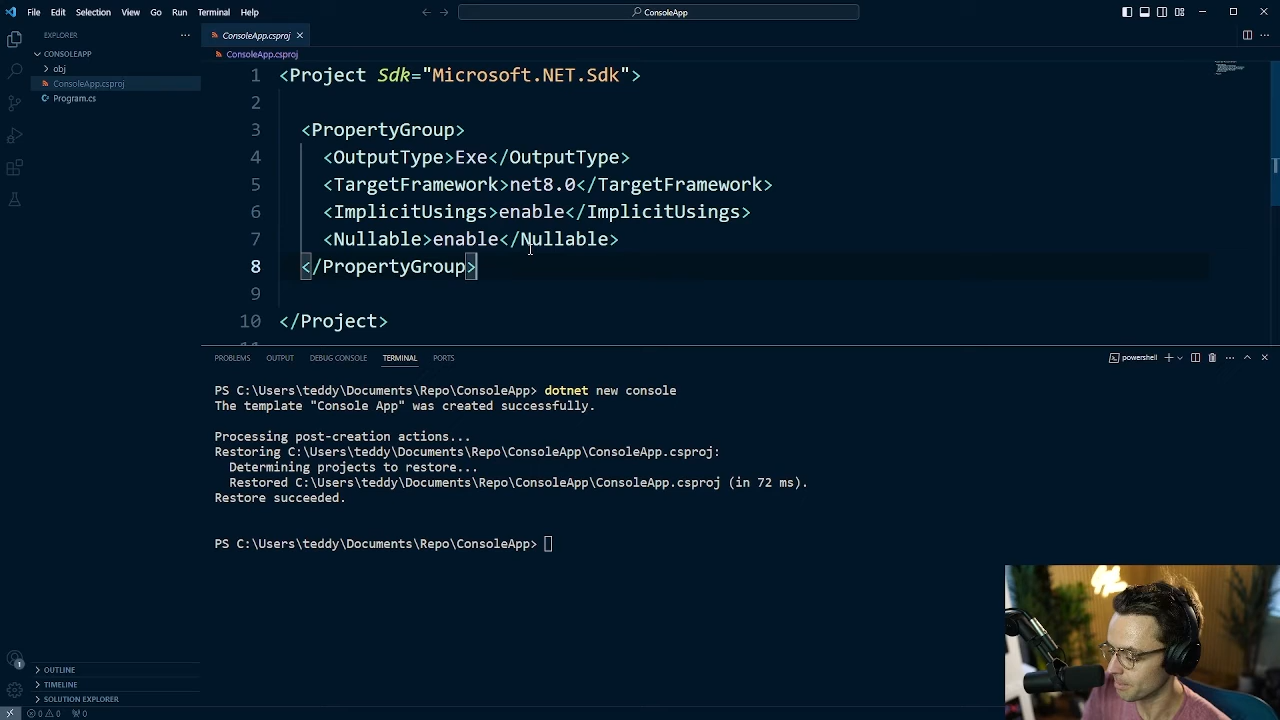 File Edit Selection View Go Run Terminal Help
ConsoleApp
EXPLORER
CONSOLEAPP
obj
ConsoleApp.csproj
Program.cs
OUTLINE
TIMELINE
SOLUTION EXPLORER
ConsoleApp.csproj
ConsoleApp.csproj
1 <Project Sdk="Microsoft.NET.Sdk">
2
3 <PropertyGroup>
4 <OutputType>Exe</OutputType>
5 <TargetFramework>net8.0</TargetFramework>
6 <ImplicitUsings>enable</ImplicitUsings>
7 <Nullable>enable</Nullable>
8 </PropertyGroup>
9
10 </Project>
PROBLEMS OUTPUT DEBUG CONSOLE TERMINAL PORTS
powershell
PS C:\Users\teddy\Documents\Repo\ConsoleApp> dotnet new console
The template "Console App" was created successfully.
Processing post-creation actions...
Restoring C:\Users\teddy\Documents\Repo\ConsoleApp\ConsoleApp.csproj:
Determining projects to restore...
Restored C:\Users\teddy\Documents\Repo\ConsoleApp\ConsoleApp.csproj (in 72 ms).
Restore succeeded.
PS C:\Users\teddy\Documents\Repo\ConsoleApp>
1
0 0 0